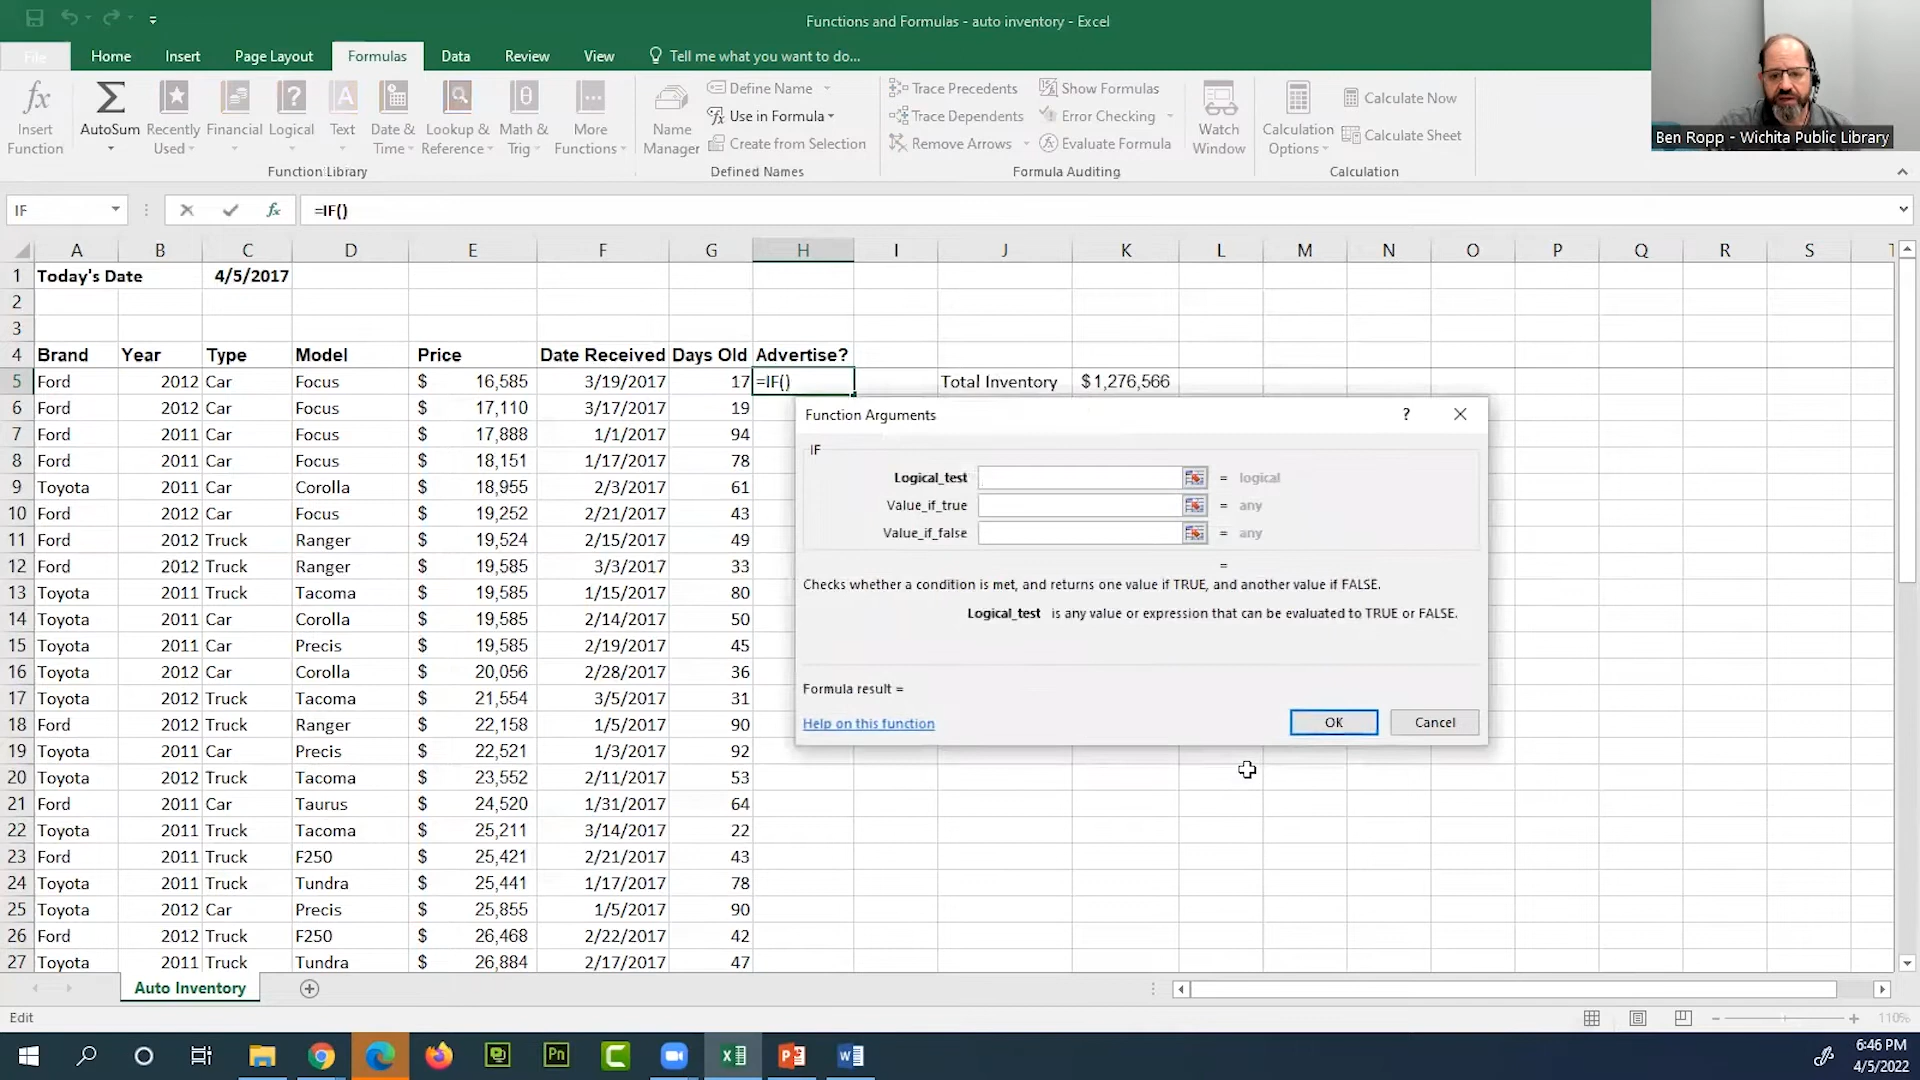 Functions and Formulas - auto inventory - Excel
File Home Insert Page Layout Formulas Data Review View Tell me what you want to do...
Insert Function
AutoSum
Recently Used
Financial
Logical
Text
Date & Time
Lookup & Reference
Math & Trig
More Functions
Function Library
Name Manager
Define Name
Use in Formula
Create from Selection
Defined Names
Trace Precedents
Trace Dependents
Remove Arrows
Show Formulas
Error Checking
Evaluate Formula
Formula Auditing
Watch Window
Calculation Options
Calculate Now
Calculate Sheet
Calculation
Ben Ropp - Wichita Public Library
IF fx =IF()
A B C D E F G H I J K L M N O P Q R S
1 Today's Date 4/5/2017
2
3
4 Brand Year Type Model Price Date Received Days Old Advertise?
5 Ford 2012 Car Focus $ 16,585 3/19/2017 17 =IF() Total Inventory $ 1,276,566
6 Ford 2012 Car Focus $ 17,110 3/17/2017 19
7 Ford 2011 Car Focus $ 17,888 1/1/2017 94
8 Ford 2011 Car Focus $ 18,151 1/17/2017 78
9 Toyota 2011 Car Corolla $ 18,955 2/3/2017 61
10 Ford 2012 Car Focus $ 19,252 2/21/2017 43
11 Ford 2012 Truck Ranger $ 19,524 2/15/2017 49
12 Ford 2012 Truck Ranger $ 19,585 3/3/2017 33
13 Toyota 2011 Truck Tacoma $ 19,585 1/15/2017 80
14 Toyota 2011 Car Corolla $ 19,585 2/14/2017 50
15 Toyota 2011 Car Precis $ 19,585 2/19/2017 45
16 Toyota 2012 Car Corolla $ 20,056 2/28/2017 36
17 Toyota 2012 Truck Tacoma $ 21,554 3/5/2017 31
18 Ford 2012 Truck Ranger $ 22,158 1/5/2017 90
19 Toyota 2011 Car Precis $ 22,521 1/3/2017 92
20 Toyota 2012 Truck Tacoma $ 23,552 2/11/2017 53
21 Ford 2011 Car Taurus $ 24,520 1/31/2017 64
22 Toyota 2011 Truck Tacoma $ 25,211 3/14/2017 22
23 Ford 2011 Truck F250 $ 25,421 2/21/2017 43
24 Toyota 2011 Truck Tundra $ 25,441 1/17/2017 78
25 Toyota 2012 Car Precis $ 25,855 1/5/2017 90
26 Ford 2012 Truck F250 $ 26,468 2/22/2017 42
27 Toyota 2011 Truck Tundra $ 26,884 2/17/2017 47
Function Arguments ?
IF
Logical_test = logical
Value_if_true = any
Value_if_false = any
=
Checks whether a condition is met, and returns one value if TRUE, and another value if FALSE.
Logical_test is any value or expression that can be evaluated to TRUE or FALSE.
Formula result =
Help on this function
OK Cancel
Auto Inventory
Edit
110%
Pn
6:46 PM
4/5/2022